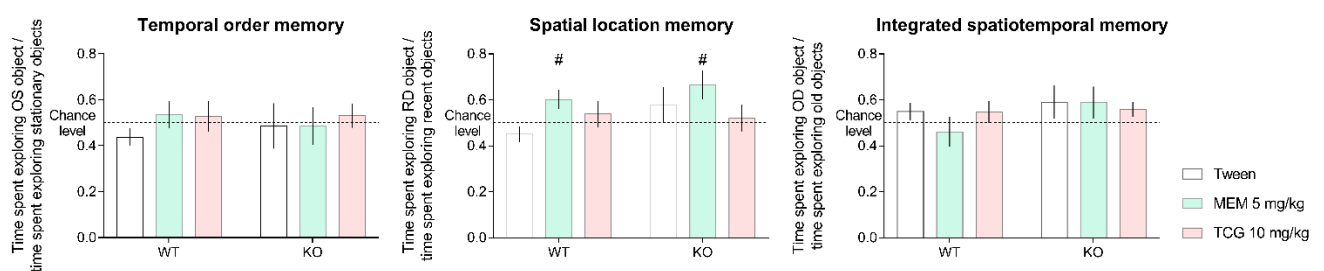 Temporal order memory
Time spent exploring OS object /
time spent exploring stationary objects
0.8
0.6
Chance
level
0.4
0.2
0.0
WT
KO
Spatial location memory
Time spent exploring RD object /
time spent exploring recent objects
0.8
#
#
0.6
Chance
level
0.4
0.2
0.0
WT
KO
Integrated spatiotemporal memory
Time spent exploring OD object /
time spent exploring old objects
0.8
0.6
Chance
level
0.4
0.2
0.0
WT
KO
Tween
MEM 5 mg/kg
TCG 10 mg/kg